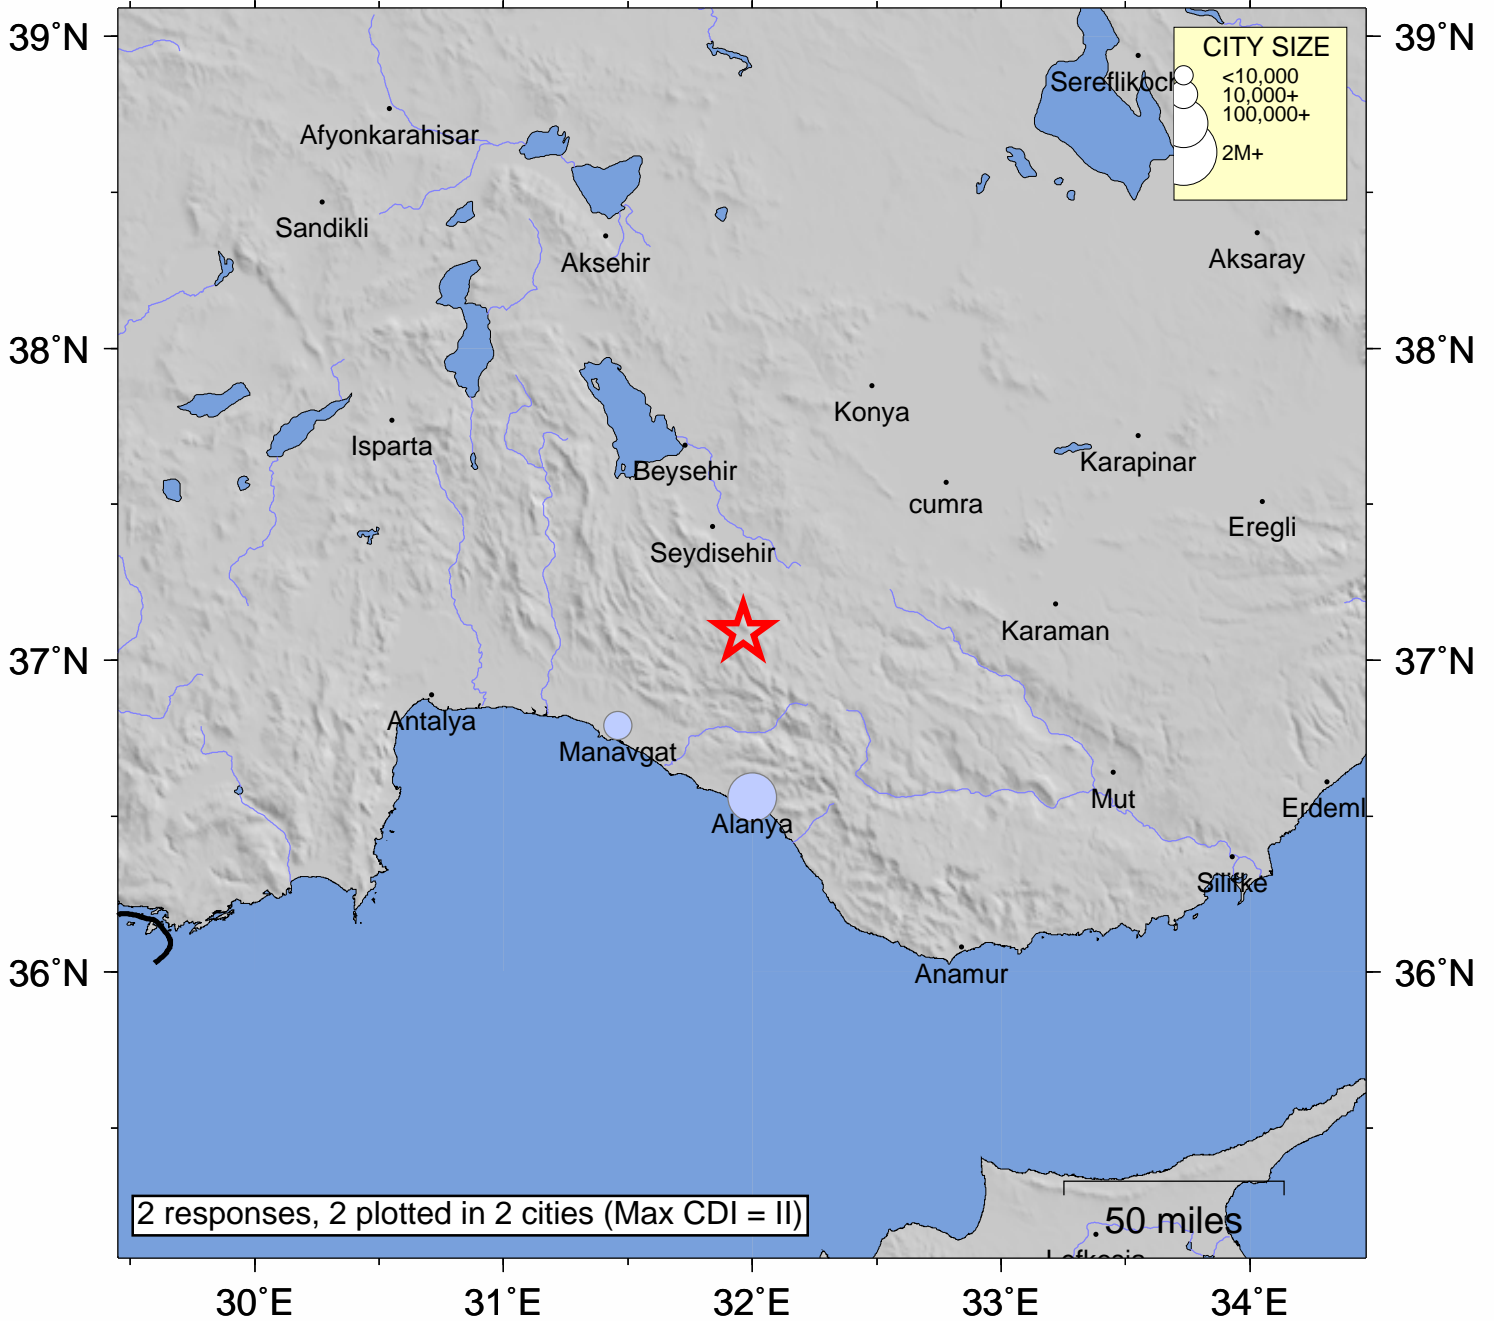 39°N
39°N
CITY SIZE
<10,000
10,000+
100,000+
2M+
Sereflikoch
Afyonkarahisar
Sandikli
Aksehir
Aksaray
38°N
38°N
Konya
Isparta
Karapinar
Beysehir
cumra
Eregli
Seydisehir
Karaman
37°N
37°N
Antalya
Manavgat
Mut
Erdeml
Alanya
Silifke
36°N
36°N
Anamur
2 responses, 2 plotted in 2 cities (Max CDI = II)
50 miles
Lefkosia
30°E
31°E
32°E
33°E
34°E